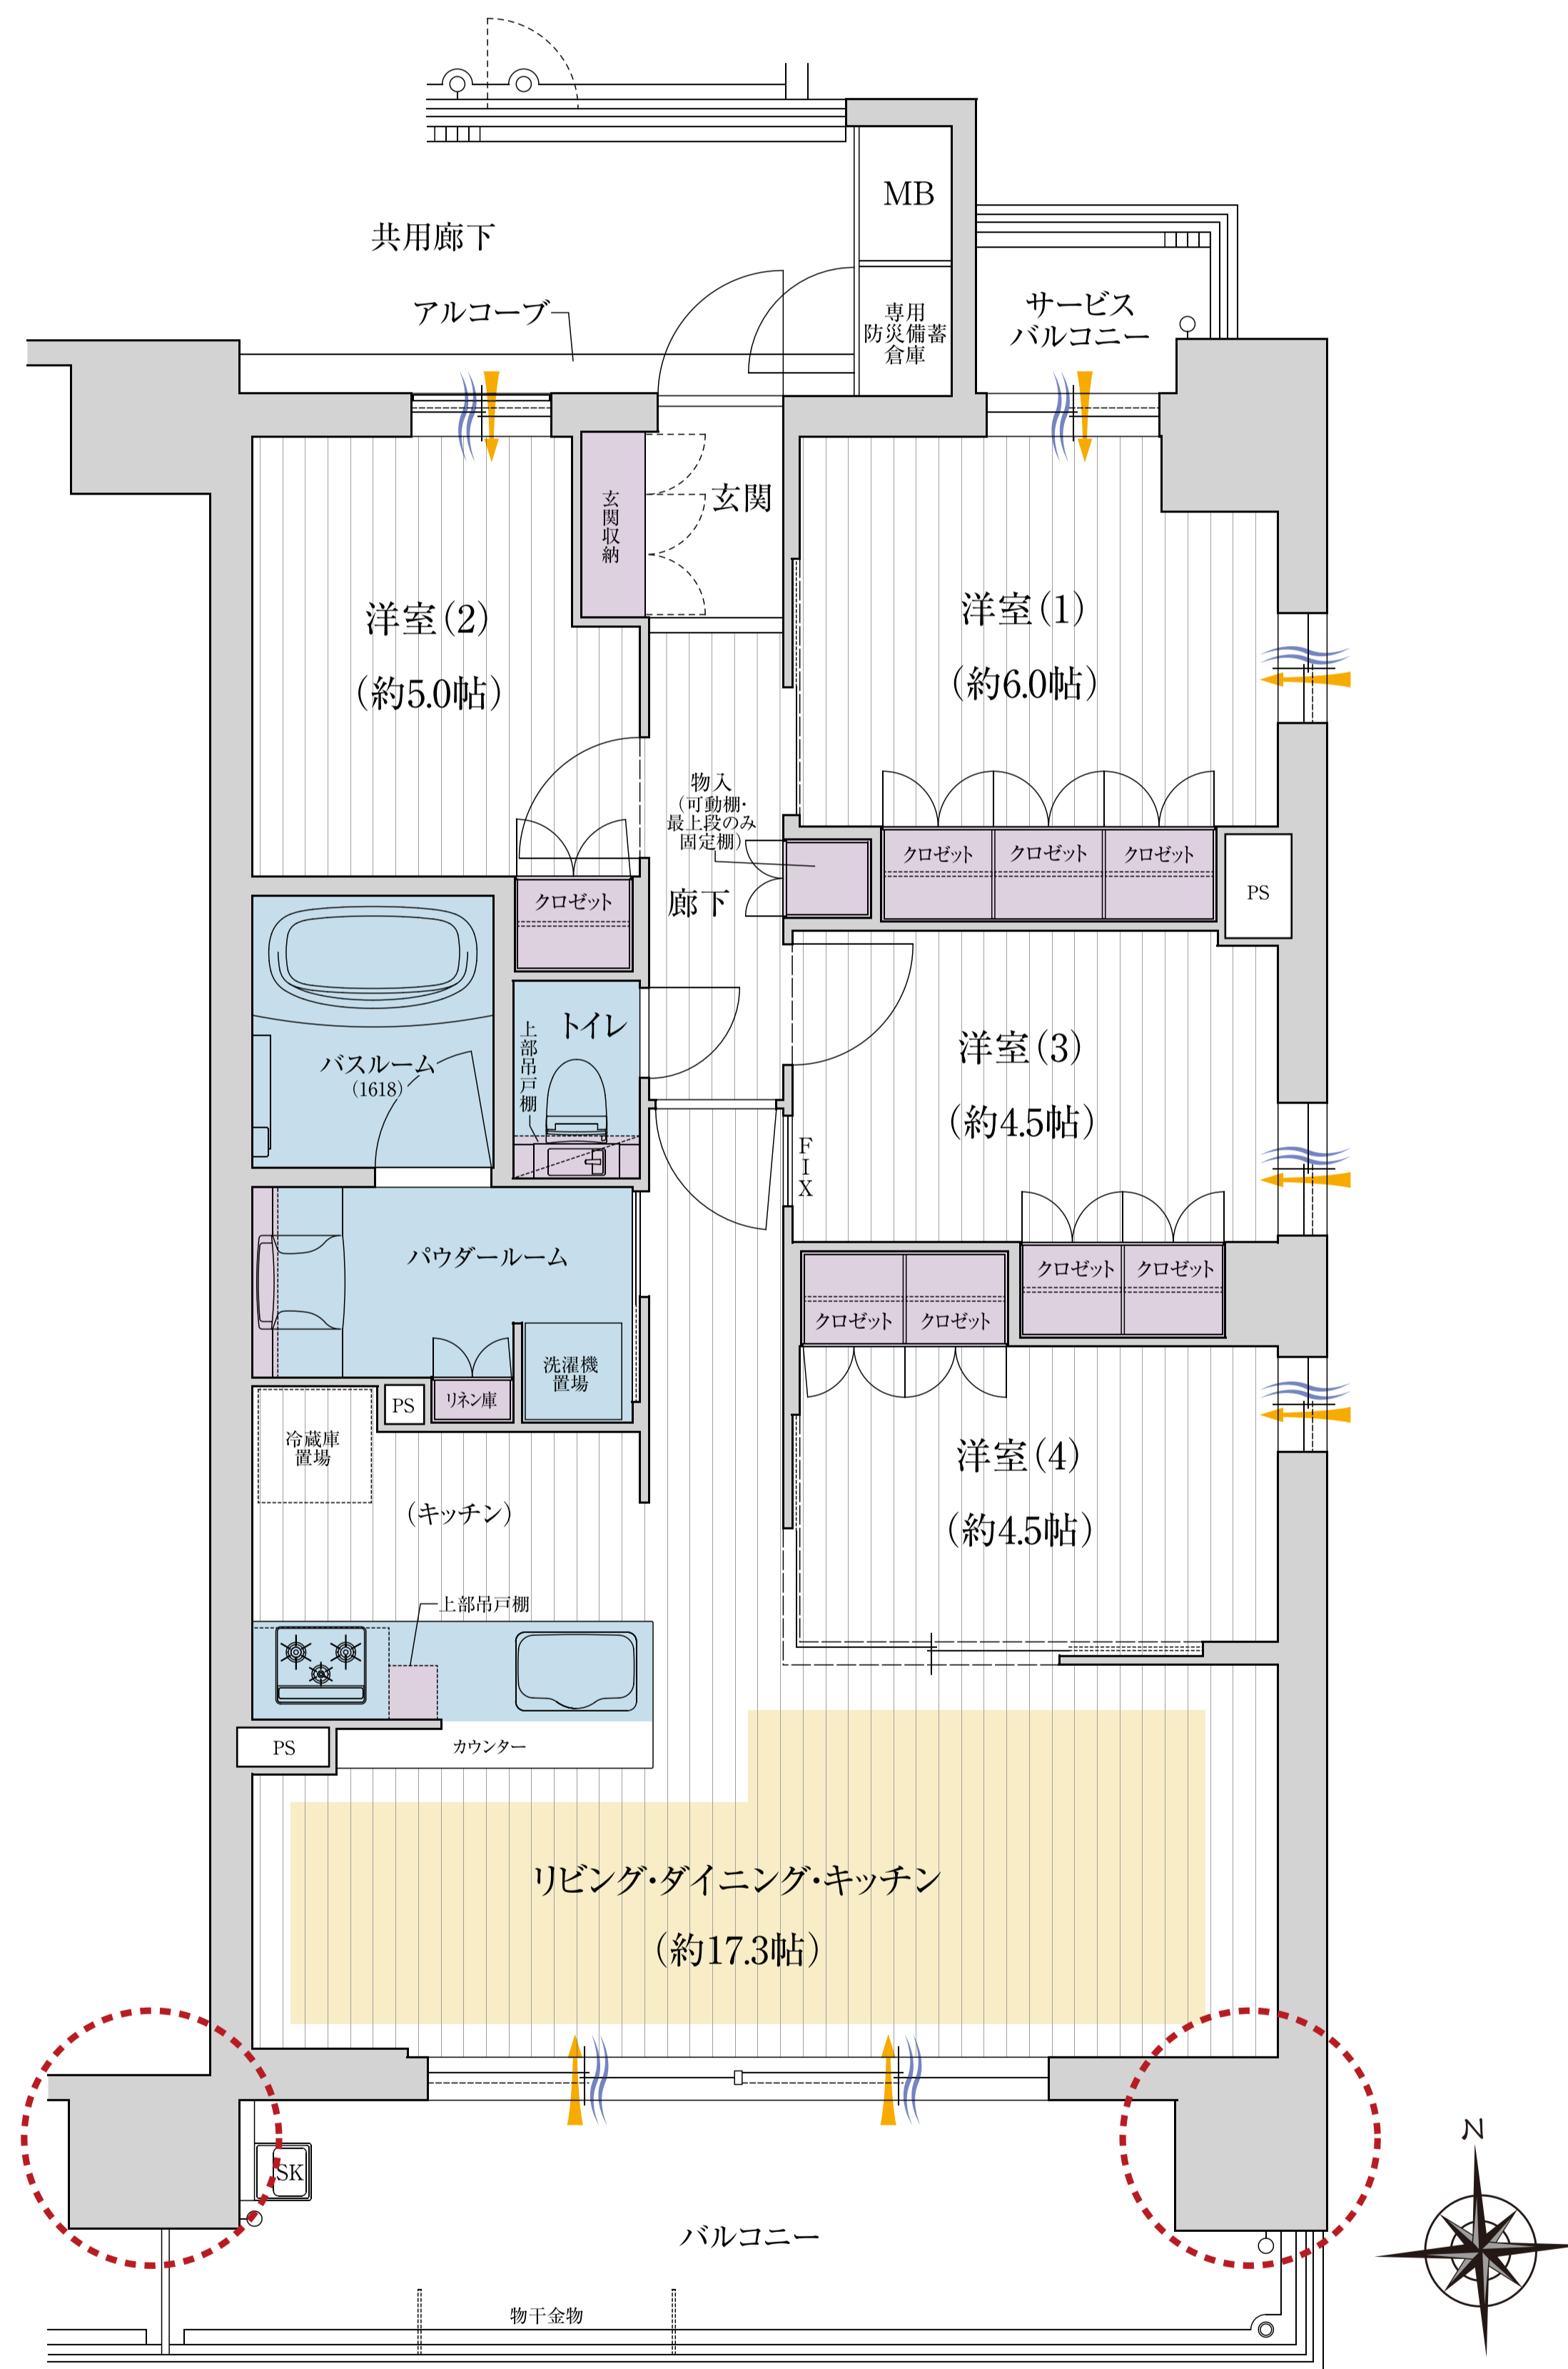 MB
共用廊下
アルコーブ
専用
防災備蓄
倉庫
サービス
バルコニー
玄関収納
玄関
洋室(2)
(約5.0帖)
洋室(1)
(約6.0帖)
物入
(可動棚・
最上段のみ
固定棚)
廊下
クロゼット
クロゼット
クロゼット
クロゼット
PS
トイレ
上部吊戸棚
バスルーム
(1618)
洋室(3)
(約4.5帖)
FIX
パウダールーム
クロゼット
クロゼット
クロゼット
クロゼット
洗濯機
置場
リネン庫
PS
冷蔵庫
置場
(キッチン)
洋室(4)
(約4.5帖)
上部吊戸棚
カウンター
PS
リビング・ダイニング・キッチン
(約17.3帖)
SK
バルコニー
物干金物
N